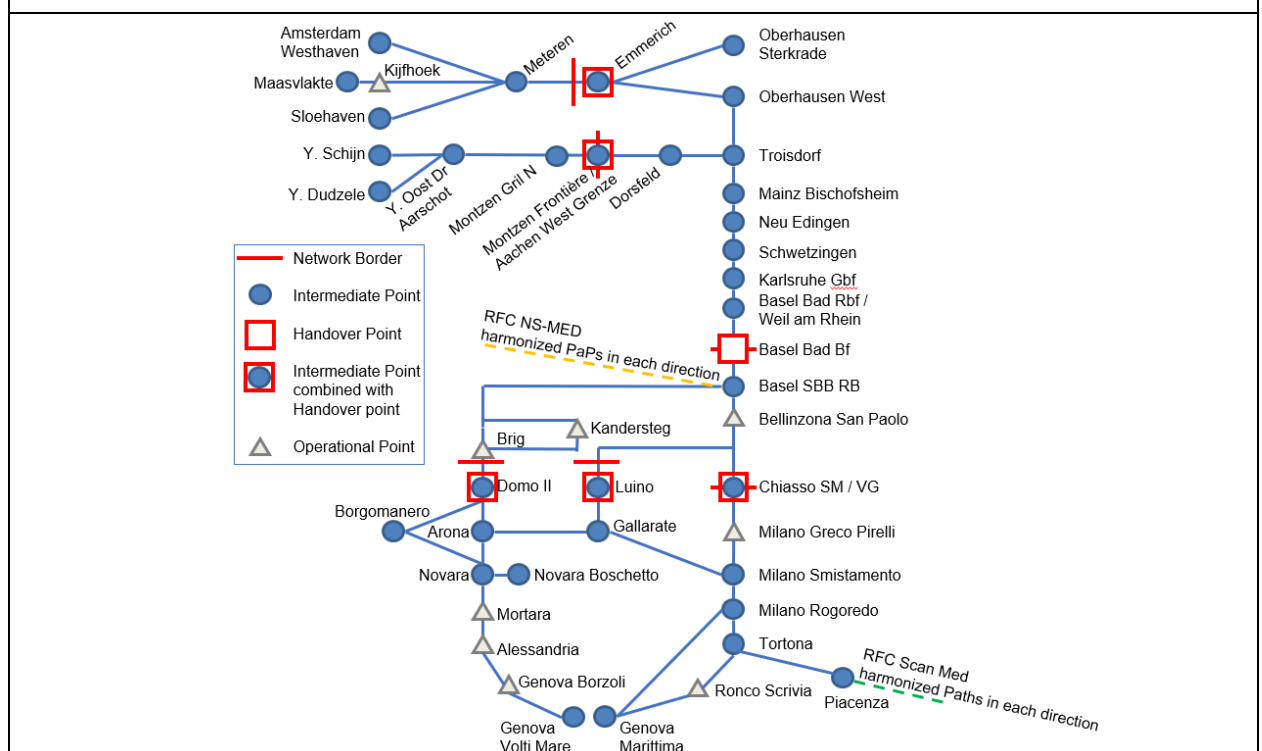 Amsterdam
Westhaven
Kijfhoek
Maasvlakte
Sloehaven
Meteren
Emmerich
Oberhausen
Sterkrade
Oberhausen West
Y. Schijn
Y. Dudzele
Y. Oost Dr
Aarschot
Montzen Gril N
Montzen Frontière /
Aachen West Grenze
Dorsfeld
Troisdorf
Mainz Bischofsheim
Neu Edingen
Schwetzingen
Karlsruhe Gbf
Basel Bad Rbf /
Weil am Rhein
Basel Bad Bf
Basel SBB RB
Bellinzona San Paolo
Network Border
Intermediate Point
Handover Point
Intermediate Point
combined with
Handover point
Operational Point
RFC NS-MED
harmonized PaPs in each direction
Kandersteg
Brig
Domo II
Luino
Chiasso SM / VG
Borgomanero
Arona
Gallarate
Milano Greco Pirelli
Novara
Novara Boschetto
Milano Smistamento
Mortara
Milano Rogoredo
Alessandria
Tortona
Genova Borzoli
Ronco Scrivia
RFC Scan Med
harmonized Paths in each direction
Piacenza
Genova
Volti Mare
Genova
Marittima